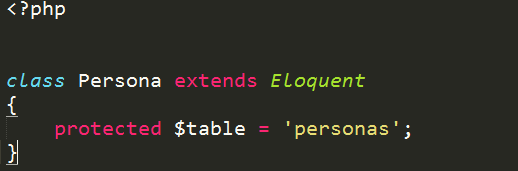 <?php
class Persona extends Eloquent
{
    protected $table = 'personas';
}